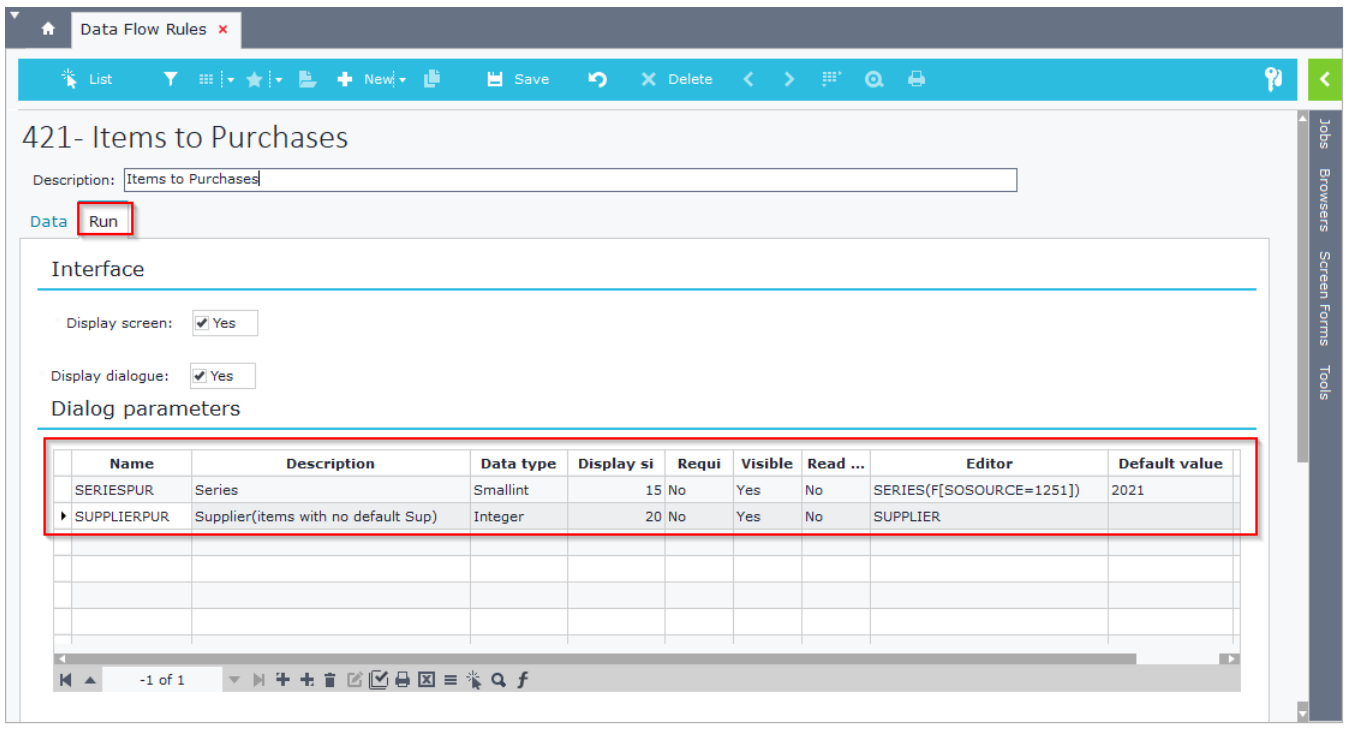 Data Flow Rules
List New Save Delete
421- Items to Purchases
Description: Items to Purchases
Data Run
Interface
Display screen: Yes
Display dialogue: Yes
Dialog parameters
Name Description Data type Display si Requi Visible Read ... Editor Default value
SERIESPUR Series Smallint 15 No Yes No SERIES(F[SOSOURCE=1251]) 2021
SUPPLIERPUR Supplier(items with no default Sup) Integer 20 No Yes No SUPPLIER
-1 of 1
Jobs
Browsers
Screen Forms
Tools